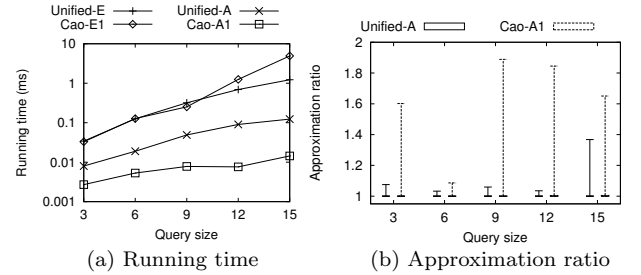 Unified-E
Cao-E1
Unified-A
Cao-A1
Running time (ms)
10
1
0.1
0.01
0.001
3 6 9 12 15
Query size
(a) Running time
Unified-A
Cao-A1
Approximation ratio
2
1.8
1.6
1.4
1.2
1
3 6 9 12 15
Query size
(b) Approximation ratio